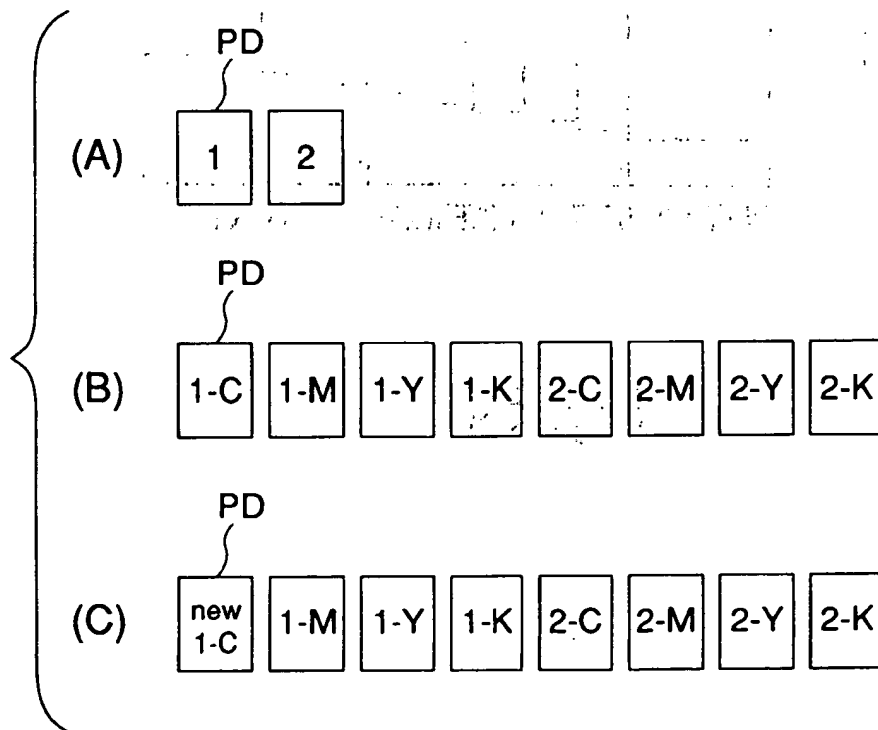 PD
(A) 1 2
PD
(B) 1-C 1-M 1-Y 1-K 2-C 2-M 2-Y 2-K
PD
(C) new 1-C 1-M 1-Y 1-K 2-C 2-M 2-Y 2-K